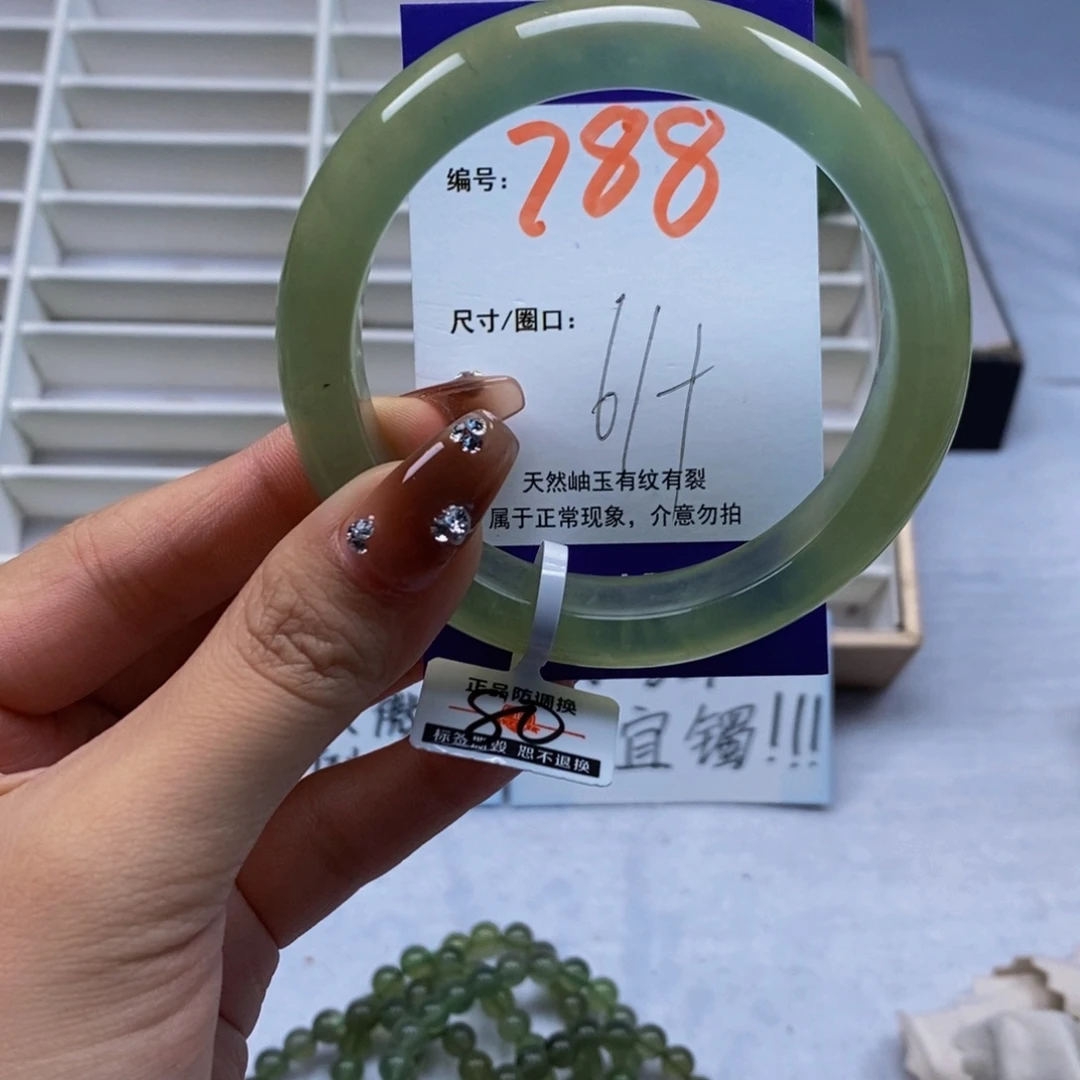 编号: 788
尺寸/圈口: 61+
天然岫玉有纹有裂
属于正常现象，介意勿拍
正品防调换
80
标签撕毁 恕不退换
宜镯!!!